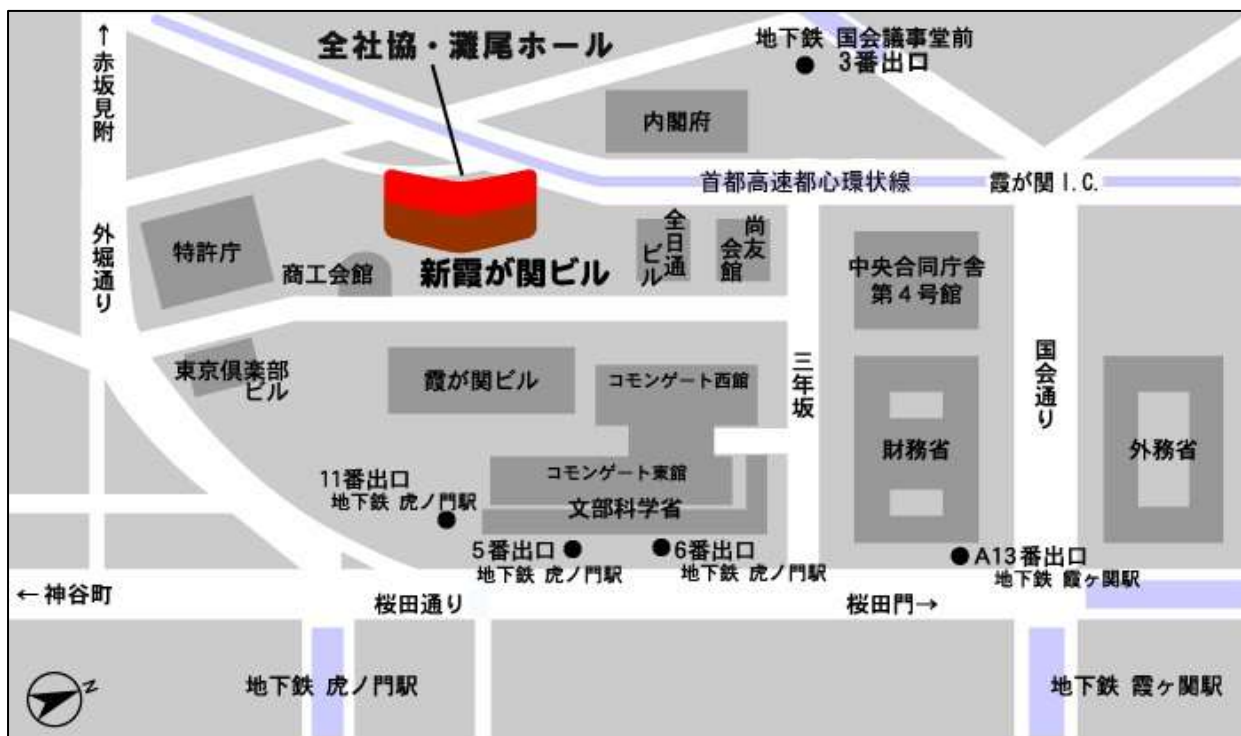 ↑赤坂見附
全社協・灘尾ホール
地下鉄 国会議事堂前
3番出口
内閣府
首都高速都心環状線
霞が関 I.C.
外堀通り
特許庁
商工会館
新霞が関ビル
全日通
ビル
尚友
会館
中央合同庁舎
第4号館
東京倶楽部
ビル
霞が関ビル
コモンゲート西館
三年坂
国会通り
財務省
外務省
コモンゲート東館
文部科学省
11番出口
地下鉄 虎ノ門駅
5番出口
地下鉄 虎ノ門駅
6番出口
地下鉄 虎ノ門駅
A13番出口
地下鉄 霞ヶ関駅
←神谷町
桜田通り
桜田門→
地下鉄 虎ノ門駅
地下鉄 霞ヶ関駅
N